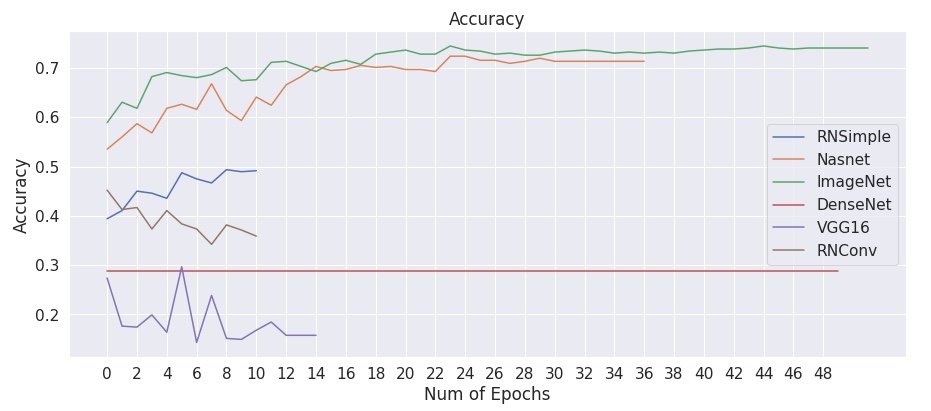 Accuracy
Accuracy
0.7
0.6
0.5
0.4
0.3
0.2
RNSimple
Nasnet
ImageNet
DenseNet
VGG16
RNConv
0 2 4 6 8 10 12 14 16 18 20 22 24 26 28 30 32 34 36 38 40 42 44 46 48
Num of Epochs